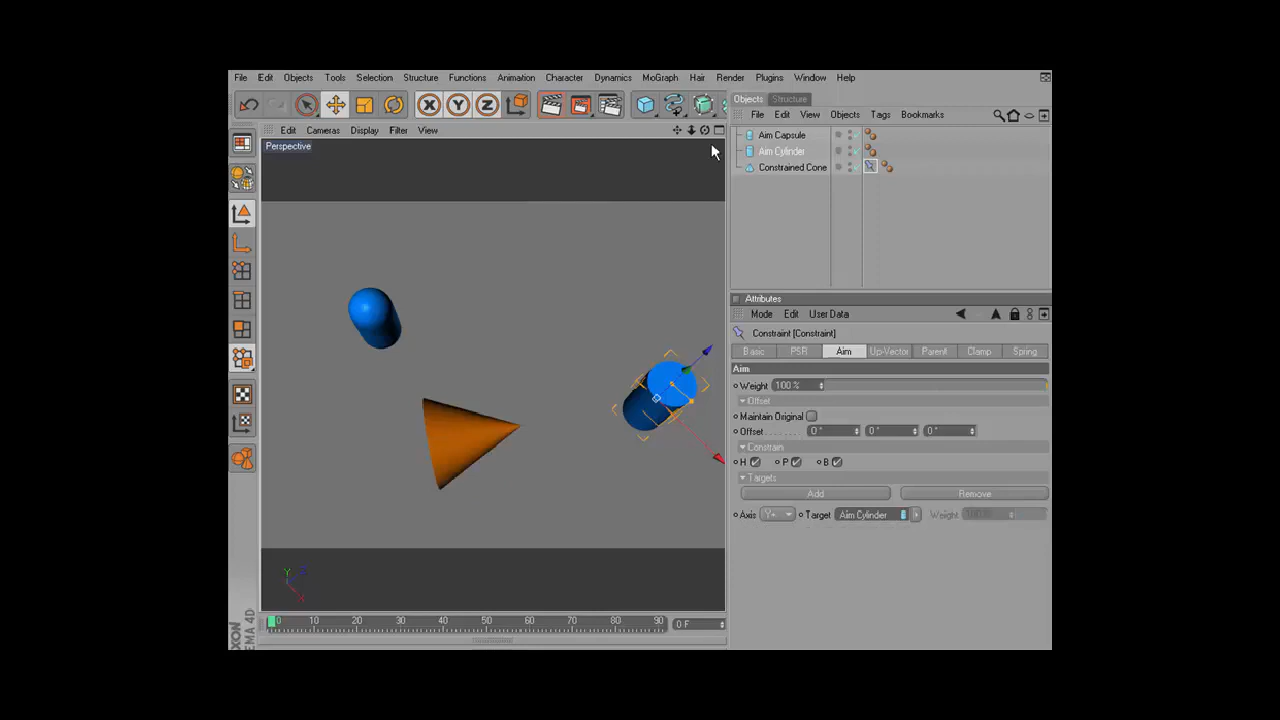 File Edit Objects Tools Selection Structure Functions Animation Character Dynamics MoGraph Hair Render Plugins Window Help
Objects Structure
File Edit View Objects Tags Bookmarks
Edit Cameras Display Filter View
Perspective
Aim Capsule
Aim Cylinder
Constrained Cone
Attributes
Mode Edit User Data
Constraint [Constraint]
Basic PSR Aim Up-Vector Parent Clamp Spring
Aim
Weight 100 %
Offset
Maintain Original
Offset . . . . . . . . 0 ° 0 ° 0 °
Constrain
H P B
Targets
Add Remove
Axis Y+ Target Aim Cylinder Weight
X Y Z
Y
X
0 10 20 30 40 50 60 70 80 90 0 F
XON
EMA 4D